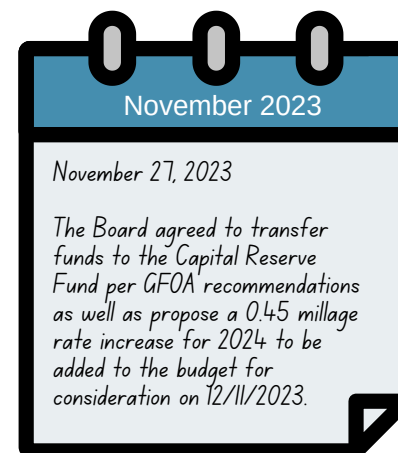 November 2023
November 27, 2023
The Board agreed to transfer
funds to the Capital Reserve
Fund per GFOA recommendations
as well as propose a 0.45 millage
rate increase for 2024 to be
added to the budget for
consideration on 12/11/2023.